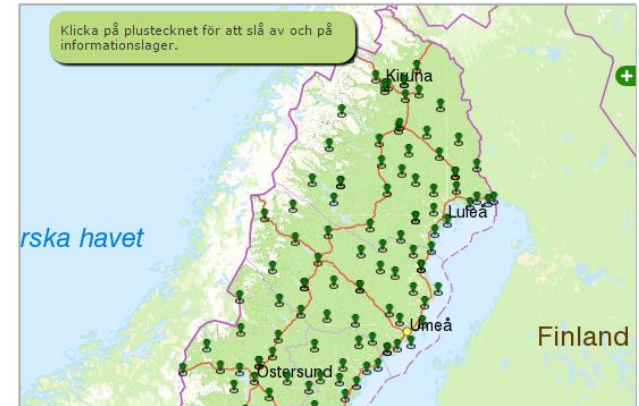 Klicka på plustecknet för att slå av och på
informationslager.
Kiruna
Luleå
rska havet
Umeå
Finland
Östersund